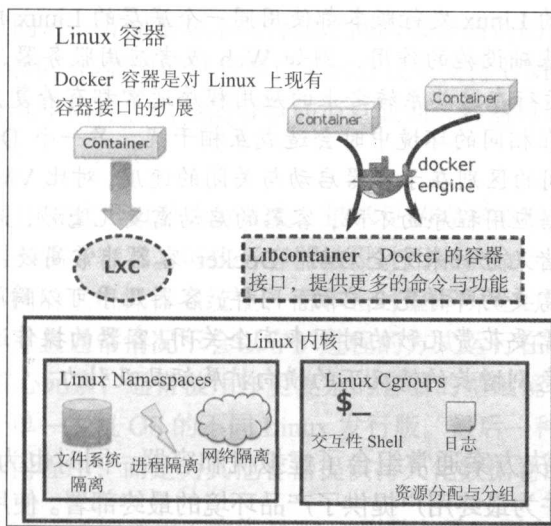 Linux 容器
Docker 容器是对 Linux 上现有
容器接口的扩展
Container
Container
Container
docker
engine
LXC
Libcontainer Docker 的容器
接口，提供更多的命令与功能
Linux 内核
Linux Namespaces
Linux Cgroups
$_
文件系统
隔离
进程隔离
网络隔离
交互性 Shell
日志
资源分配与分组